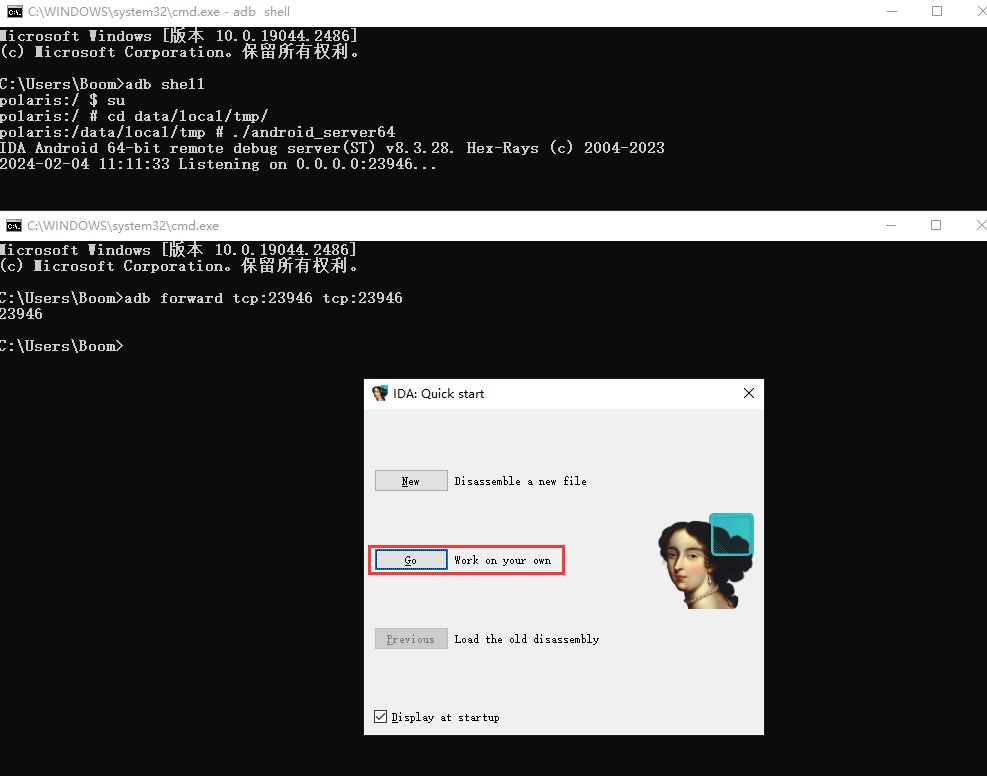 C:\WINDOWS\system32\cmd.exe - adb shell
Microsoft Windows [版本 10.0.19044.2486]
(c) Microsoft Corporation。保留所有权利。
C:\Users\Boom>adb shell
polaris:/ $ su
polaris:/ # cd data/local/tmp/
polaris:/data/local/tmp # ./android_server64
IDA Android 64-bit remote debug server(ST) v8.3.28. Hex-Rays (c) 2004-2023
2024-02-04 11:11:33 Listening on 0.0.0.0:23946...
C:\WINDOWS\system32\cmd.exe
Microsoft Windows [版本 10.0.19044.2486]
(c) Microsoft Corporation。保留所有权利。
C:\Users\Boom>adb forward tcp:23946 tcp:23946
23946
C:\Users\Boom>
IDA: Quick start
New Disassemble a new file
Go Work on your own
Previous Load the old disassembly
Display at startup